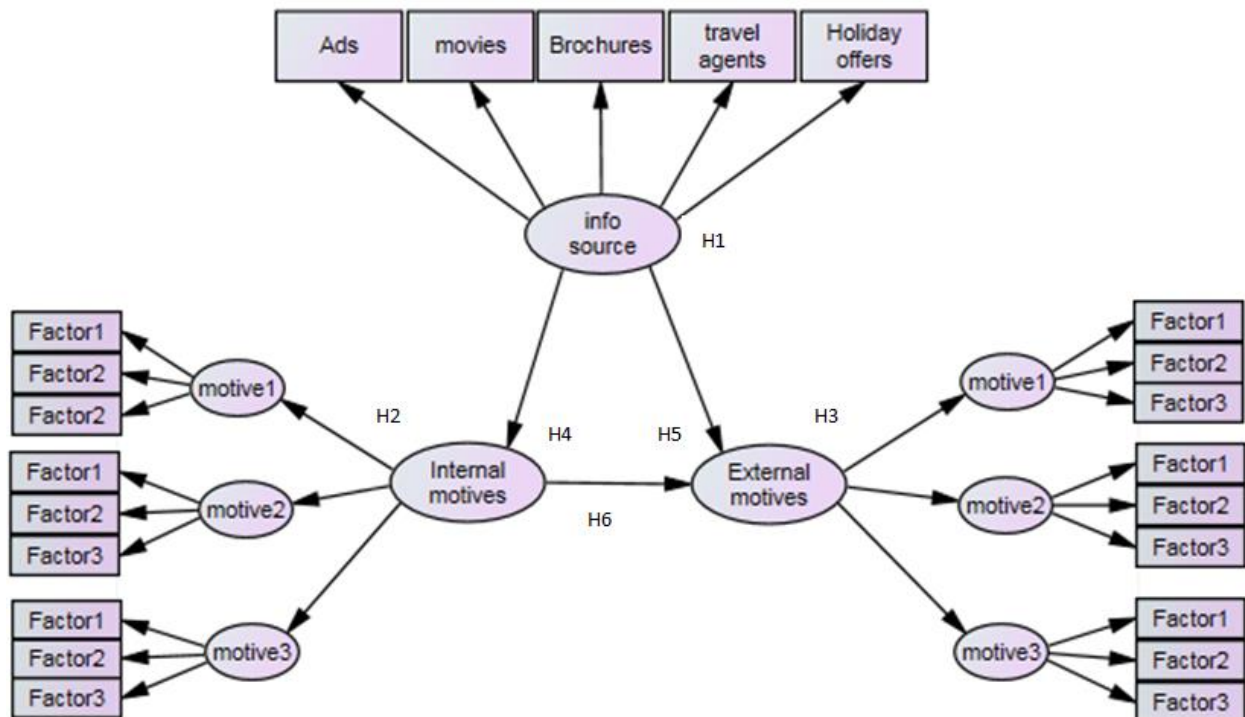 Ads
movies
Brochures
travel
agents
Holiday
offers
info
source
H1
Factor1
Factor2
Factor2
motive1
Factor1
Factor2
Factor3
motive2
Factor1
Factor2
Factor3
motive3
H2
Internal
motives
H4
H6
H5
External
motives
H3
motive1
Factor1
Factor2
Factor3
motive2
Factor1
Factor2
Factor3
motive3
Factor1
Factor2
Factor3